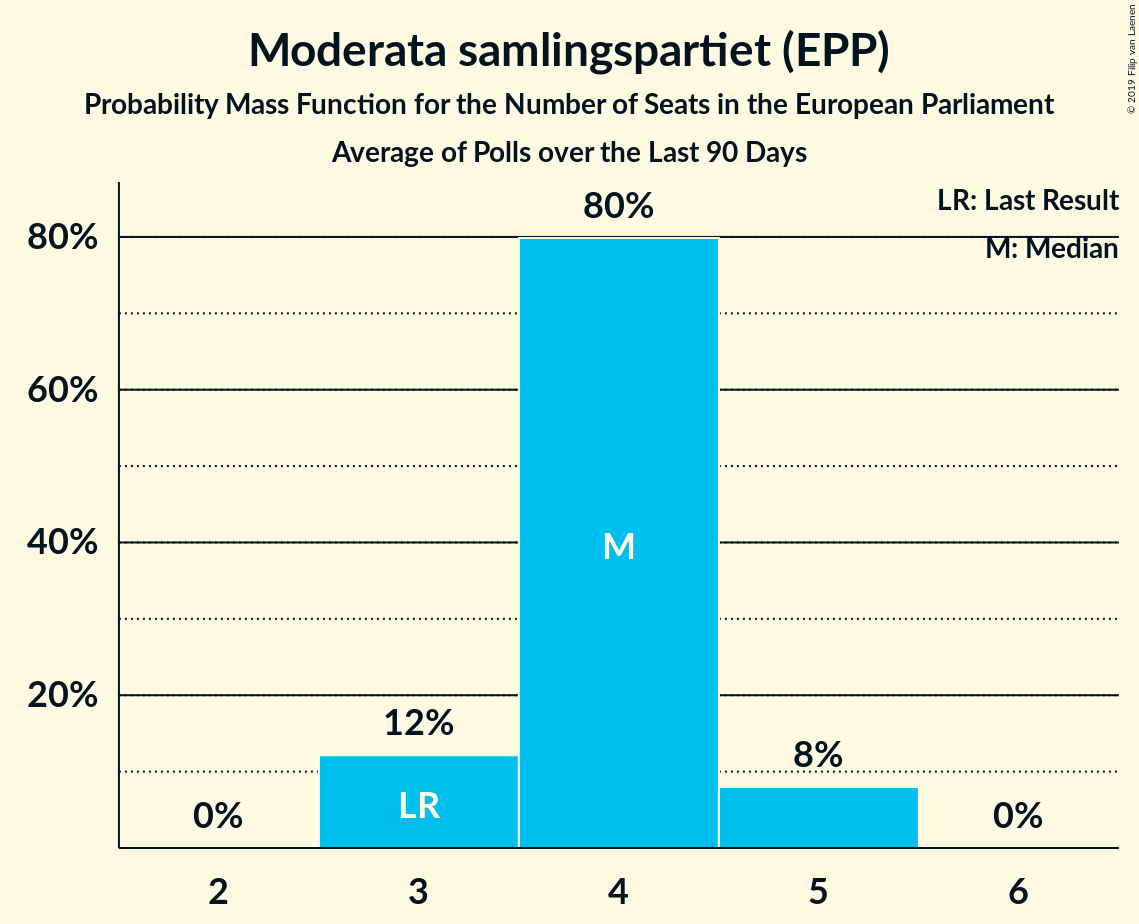 Moderata samlingspartiet (EPP)
Probability Mass Function for the Number of Seats in the European Parliament
Average of Polls over the Last 90 Days
© 2019 Filip van Laenen
LR: Last Result
M: Median
80%
60%
40%
20%
0%
12%
80%
8%
0%
LR
M
2
3
4
5
6